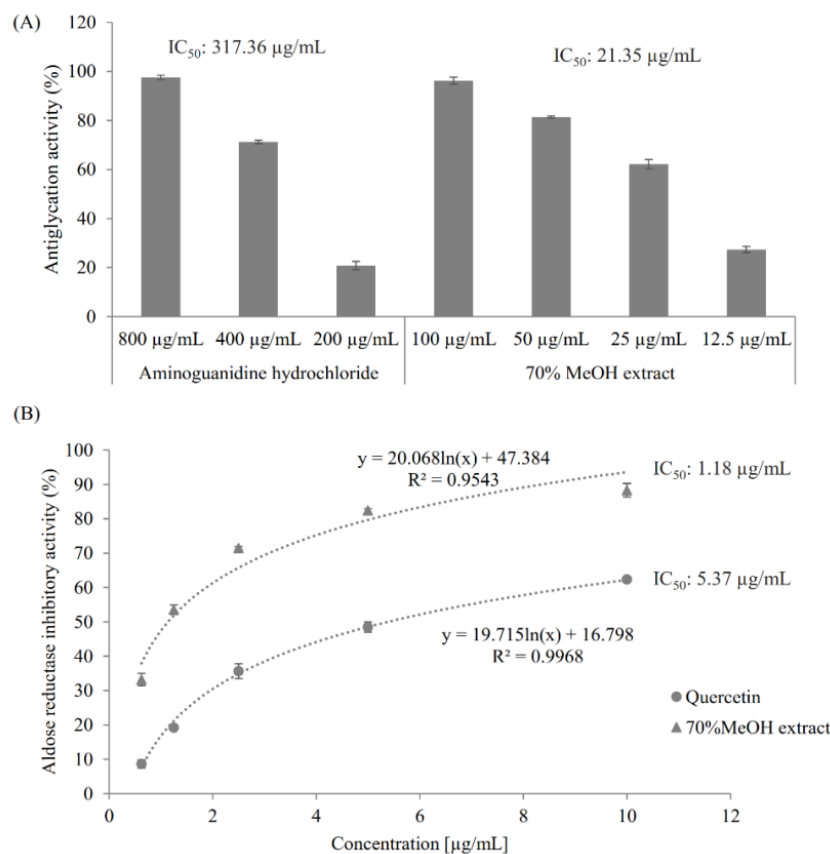 (A)
Antiglycation activity (%)
120
100
80
60
40
20
0
IC₅₀: 317.36 µg/mL
IC₅₀: 21.35 µg/mL
800 µg/mL 400 µg/mL 200 µg/mL 100 µg/mL 50 µg/mL 25 µg/mL 12.5 µg/mL
Aminoguanidine hydrochloride 70% MeOH extract
(B)
Aldose reductase inhibitory activity (%)
100
90
80
70
60
50
40
30
20
10
0
y = 20.068ln(x) + 47.384
R² = 0.9543
IC₅₀: 1.18 µg/mL
IC₅₀: 5.37 µg/mL
y = 19.715ln(x) + 16.798
R² = 0.9968
Quercetin
70%MeOH extract
0 2 4 6 8 10 12
Concentration [µg/mL]